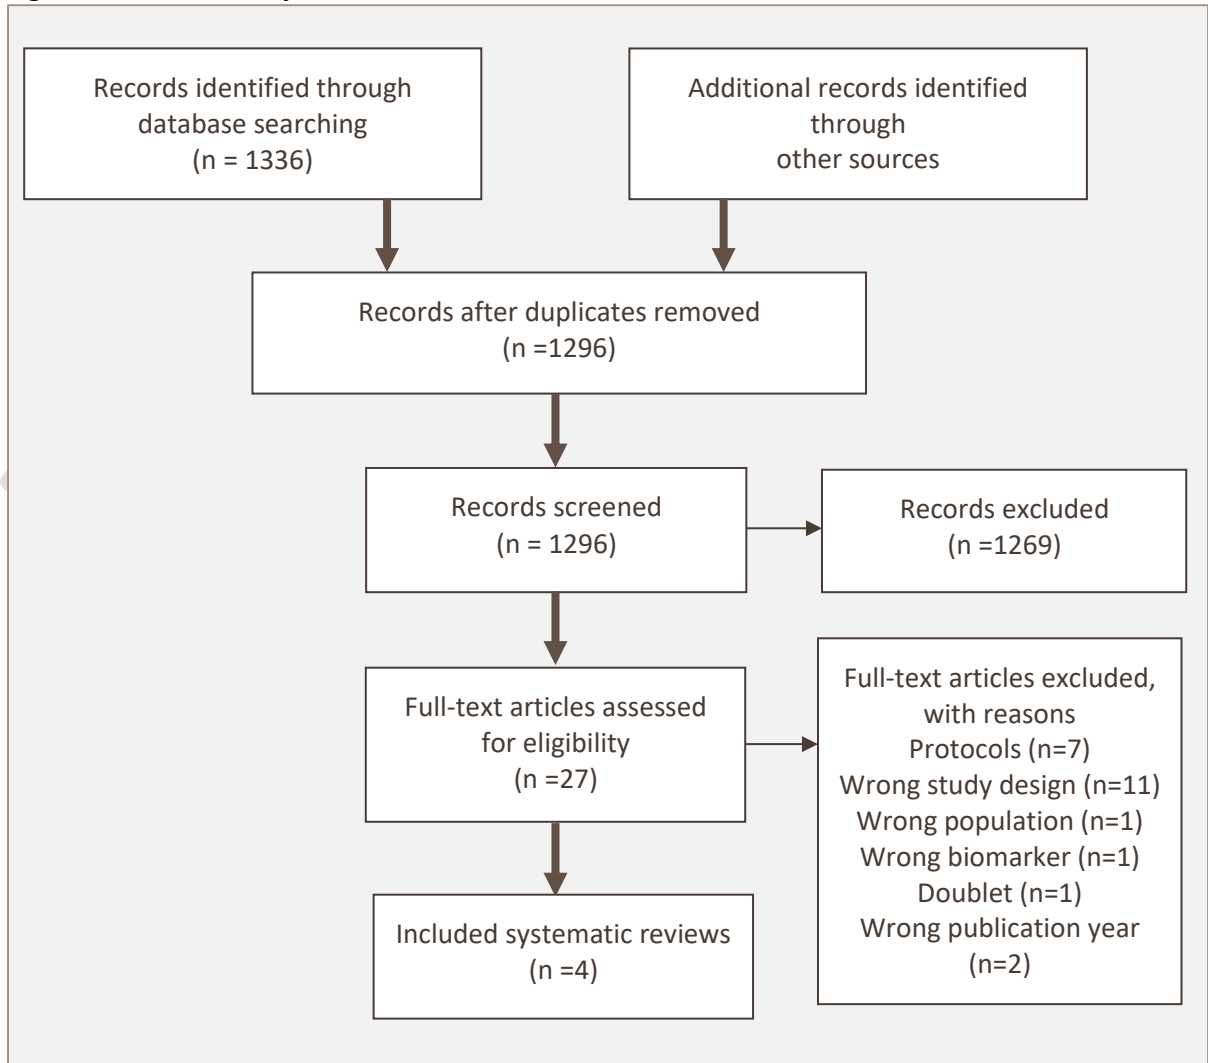 Records identified through
database searching
(n = 1336)
Additional records identified
through
other sources
Records after duplicates removed
(n =1296)
Records screened
(n = 1296)
Records excluded
(n =1269)
Full-text articles assessed
for eligibility
(n =27)
Full-text articles excluded,
with reasons
Protocols (n=7)
Wrong study design (n=11)
Wrong population (n=1)
Wrong biomarker (n=1)
Doublet (n=1)
Wrong publication year
(n=2)
Included systematic reviews
(n =4)